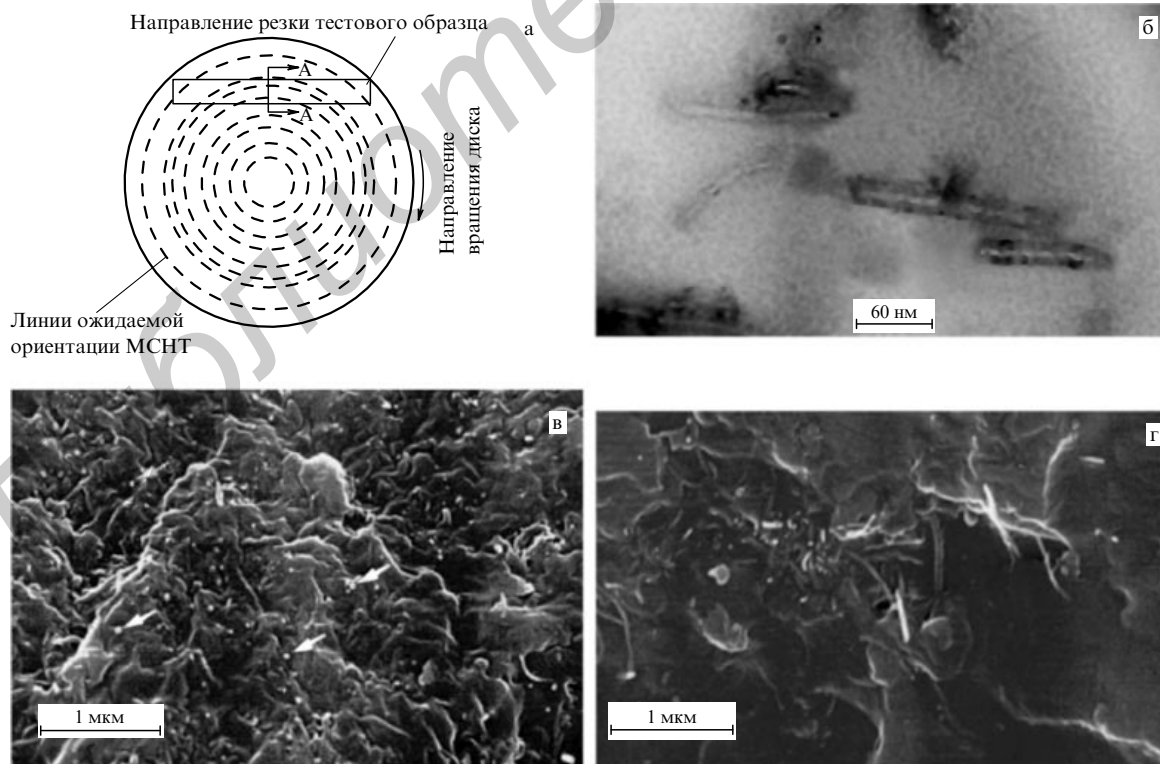 Направление резки тестового образца
а
А
А
Направление
вращения диска
Линии ожидаемой
ориентации МСНТ
б
60 нм
в
1 мкм
г
1 мкм